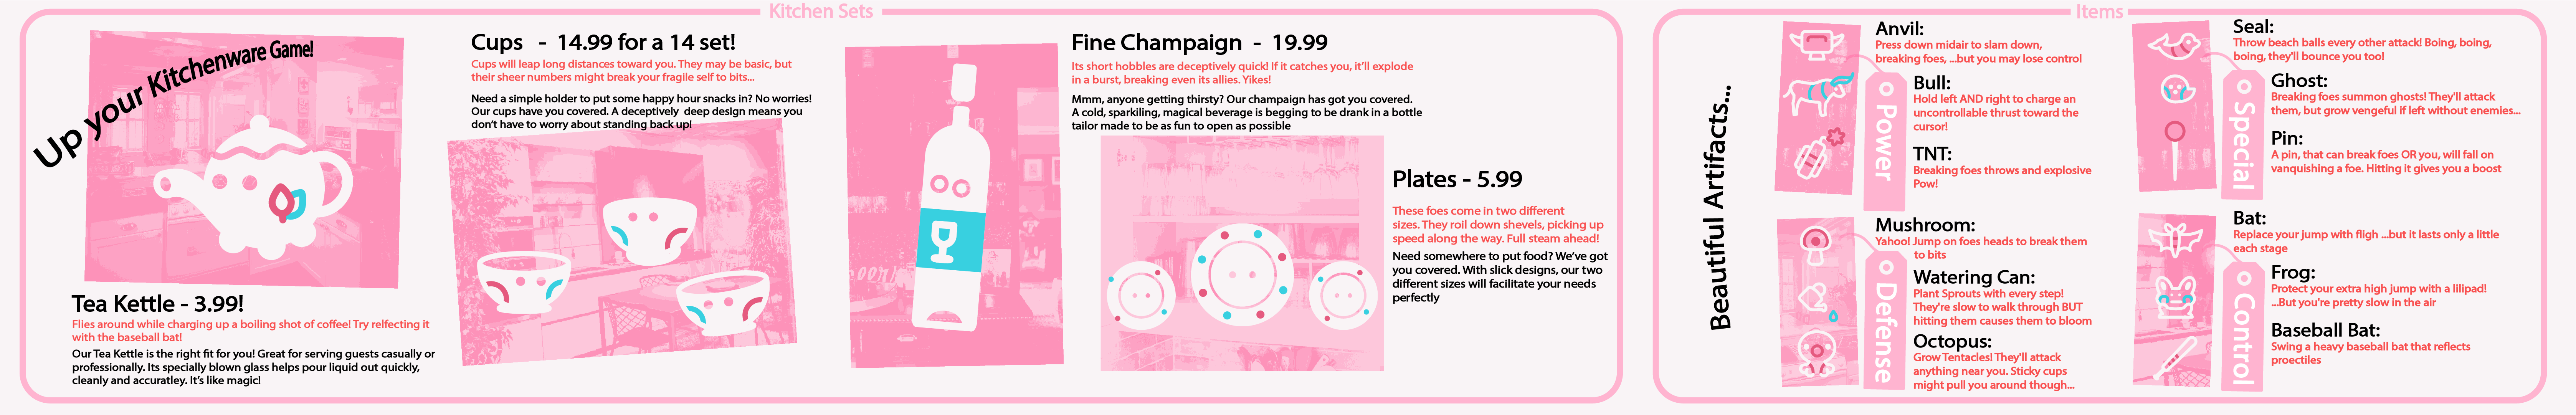 Kitchen Sets
Up your Kitchenware Game!
Tea Kettle - 3.99!
Flies around while charging up a boiling shot of coffee! Try relfecting it
with the baseball bat!
Our Tea Kettle is the right fit for you! Great for serving guests casually or
professionally. Its specially blown glass helps pour liquid out quickly,
cleanly and accuratley. It's like magic!
Cups - 14.99 for a 14 set!
Cups will leap long distances toward you. They may be basic, but
their sheer numbers might break your fragile self to bits...
Need a simple holder to put some happy hour snacks in? No worries!
Our cups have you covered. A deceptively deep design means you
don't have to worry about standing back up!
Fine Champaign - 19.99
Its short hobbles are deceptively quick! If it catches you, it'll explode
in a burst, breaking even its allies. Yikes!
Mmm, anyone getting thirsty? Our champaign has got you covered.
A cold, sparkiling, magical beverage is begging to be drank in a bottle
tailor made to be as fun to open as possible
Plates - 5.99
These foes come in two different
sizes. They roll down shevels, picking up
speed along the way. Full steam ahead!
Need somewhere to put food? We've got
you covered. With slick designs, our two
different sizes will facilitate your needs
perfectly
Items
Beautiful Artifacts...
Power
Anvil:
Press down midair to slam down,
breaking foes, ...but you may lose control
Bull:
Hold left AND right to charge an
uncontrollable thrust toward the
cursor!
TNT:
Breaking foes throws and explosive
Pow!
Defense
Mushroom:
Yahoo! Jump on foes heads to break them
to bits
Watering Can:
Plant Sprouts with every step!
They're slow to walk through BUT
hitting them causes them to bloom
Octopus:
Grow Tentacles! They'll attack
anything near you. Sticky cups
might pull you around though...
Special
Seal:
Throw beach balls every other attack! Boing, boing,
boing, they'll bounce you too!
Ghost:
Breaking foes summon ghosts! They'll attack
them, but grow vengeful if left without enemies...
Pin:
A pin, that can break foes OR you, will fall on
vanquishing a foe. Hitting it gives you a boost
Control
Bat:
Replace your jump with fligh ...but it lasts only a little
each stage
Frog:
Protect your extra high jump with a lilipad!
...But you're pretty slow in the air
Baseball Bat:
Swing a heavy baseball bat that reflects
proectiles